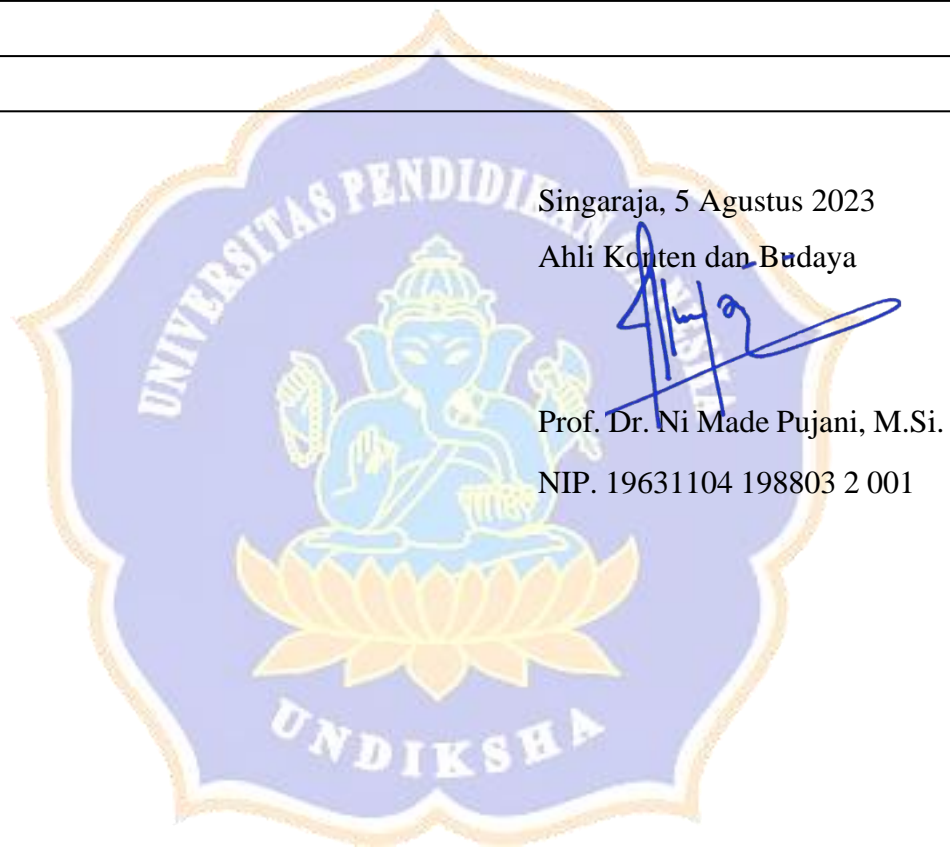 UNIVERSITAS PENDIDIKAN GANESHA
Singaraja, 5 Agustus 2023
Ahli Konten dan Budaya
Prof. Dr. Ni Made Pujani, M.Si.
NIP. 19631104 198803 2 001
UNDIKSHA